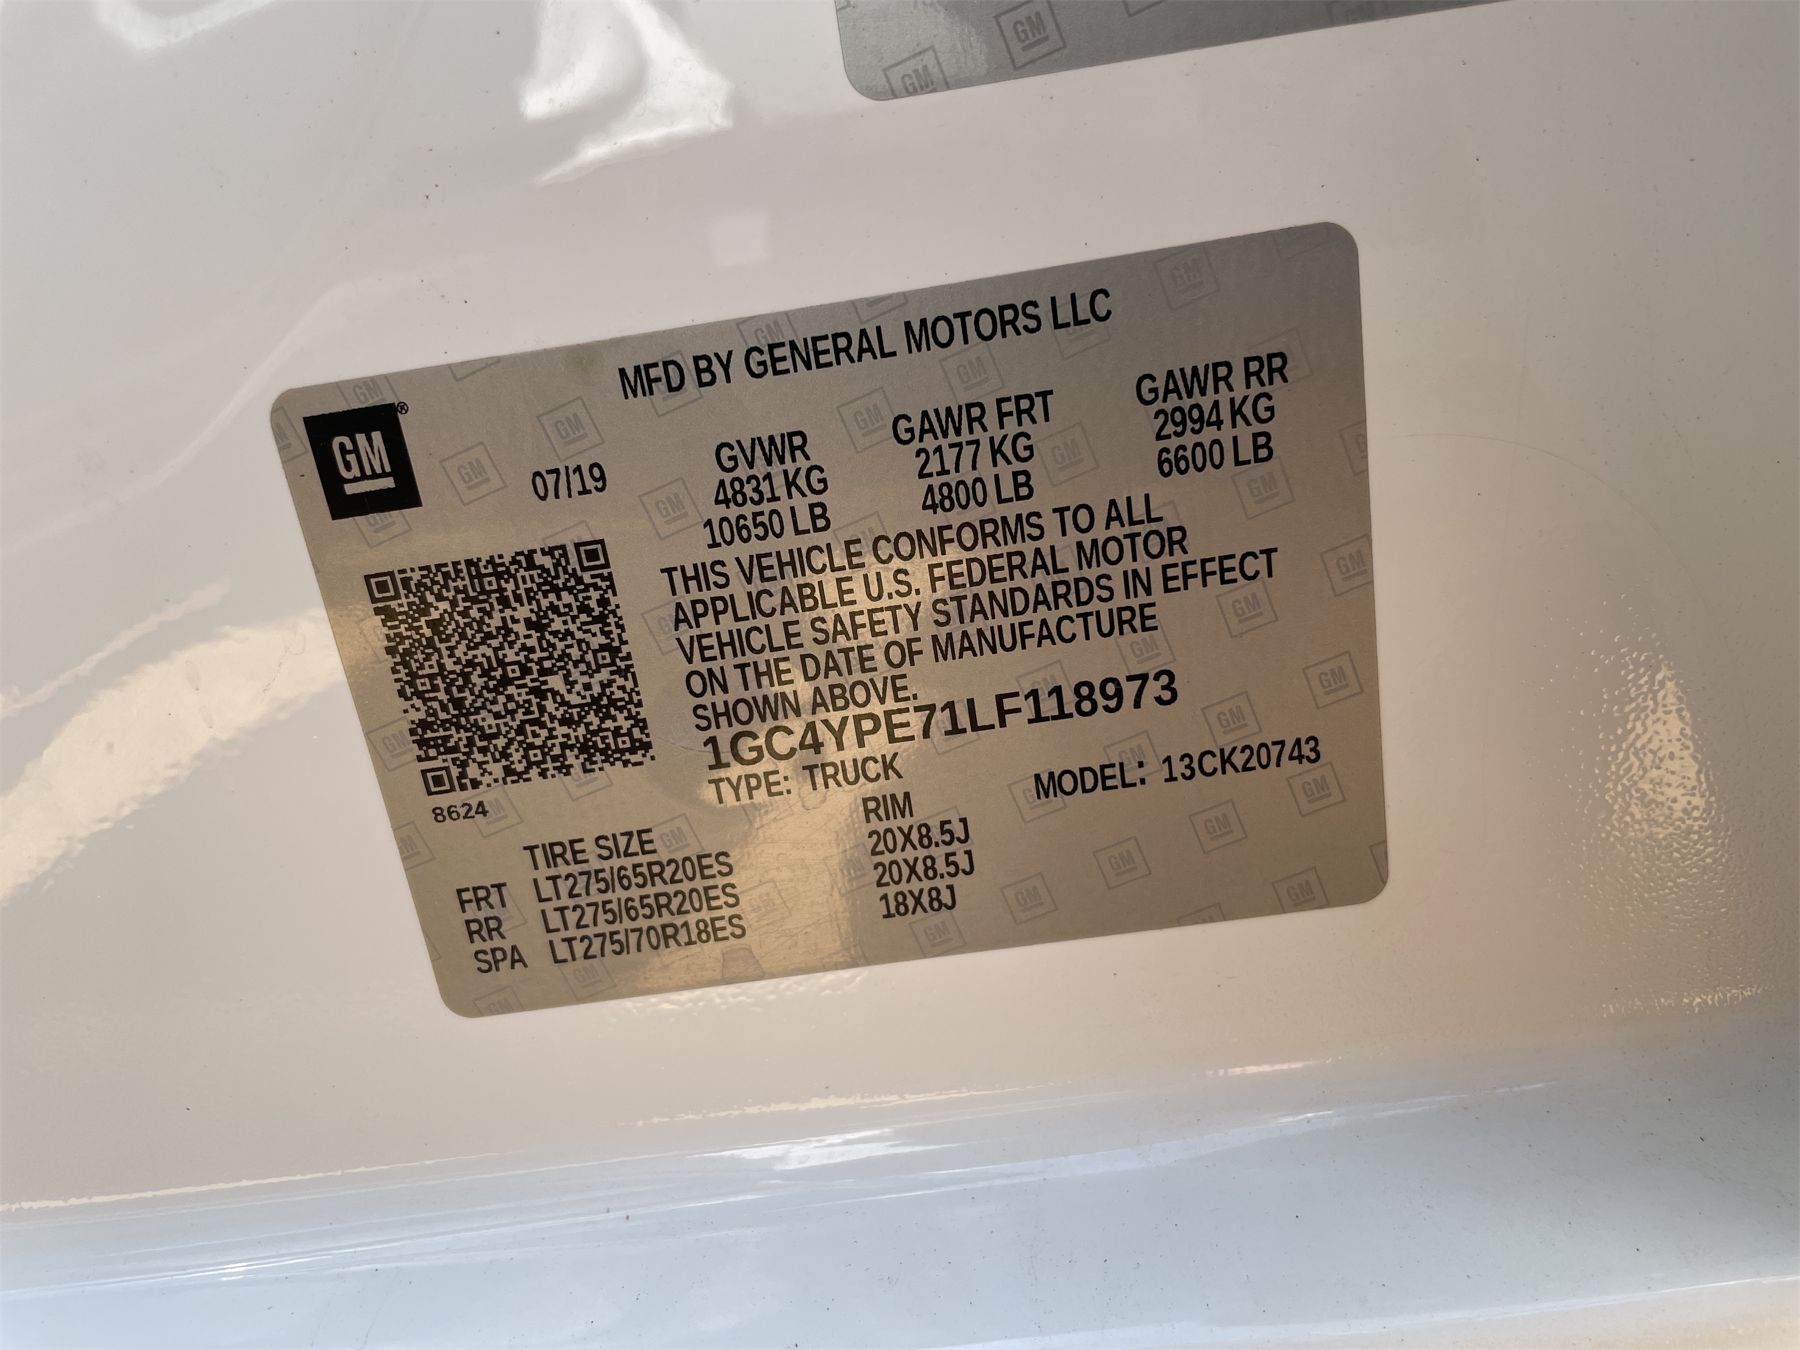 MFD BY GENERAL MOTORS LLC
GM®
07/19
GVWR GAWR FRT GAWR RR
4831 KG 2177 KG 2994 KG
10650 LB 4800 LB 6600 LB
THIS VEHICLE CONFORMS TO ALL
APPLICABLE U.S. FEDERAL MOTOR
VEHICLE SAFETY STANDARDS IN EFFECT
ON THE DATE OF MANUFACTURE
SHOWN ABOVE.
1GC4YPE71LF118973
TYPE: TRUCK MODEL: 13CK20743
8624
TIRE SIZE RIM
FRT LT275/65R20ES 20X8.5J
RR LT275/65R20ES 20X8.5J
SPA LT275/70R18ES 18X8J